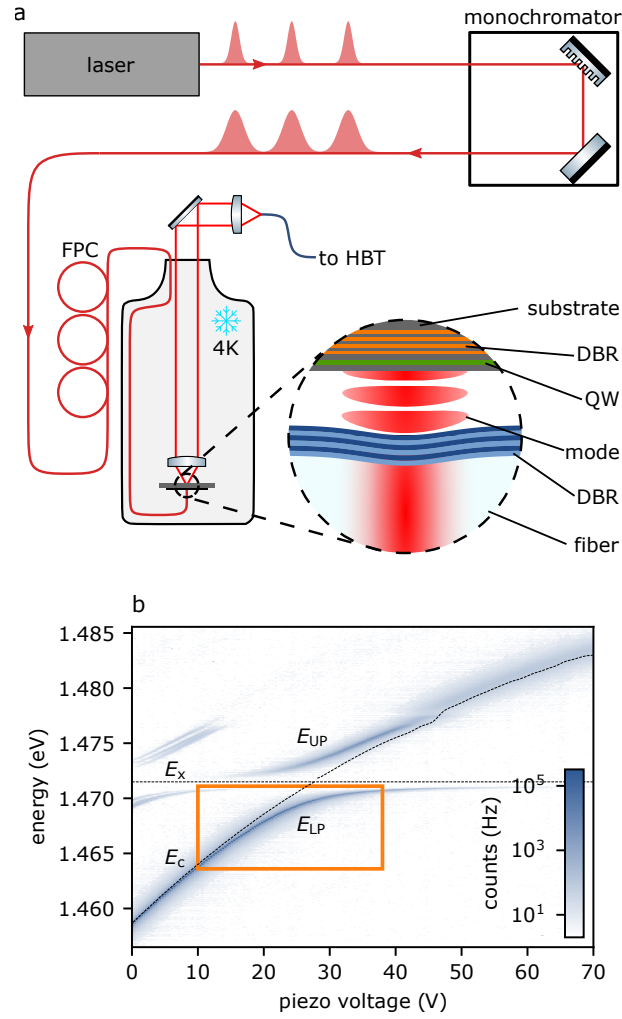 a
monochromator
laser
FPC
to HBT
4K
substrate
DBR
QW
mode
DBR
fiber
b
1.485
1.480
1.475
1.470
1.465
1.460
energy (eV)
E_UP
E_x
E_LP
E_c
counts (Hz)
10^5
10^3
10^1
0 10 20 30 40 50 60 70
piezo voltage (V)